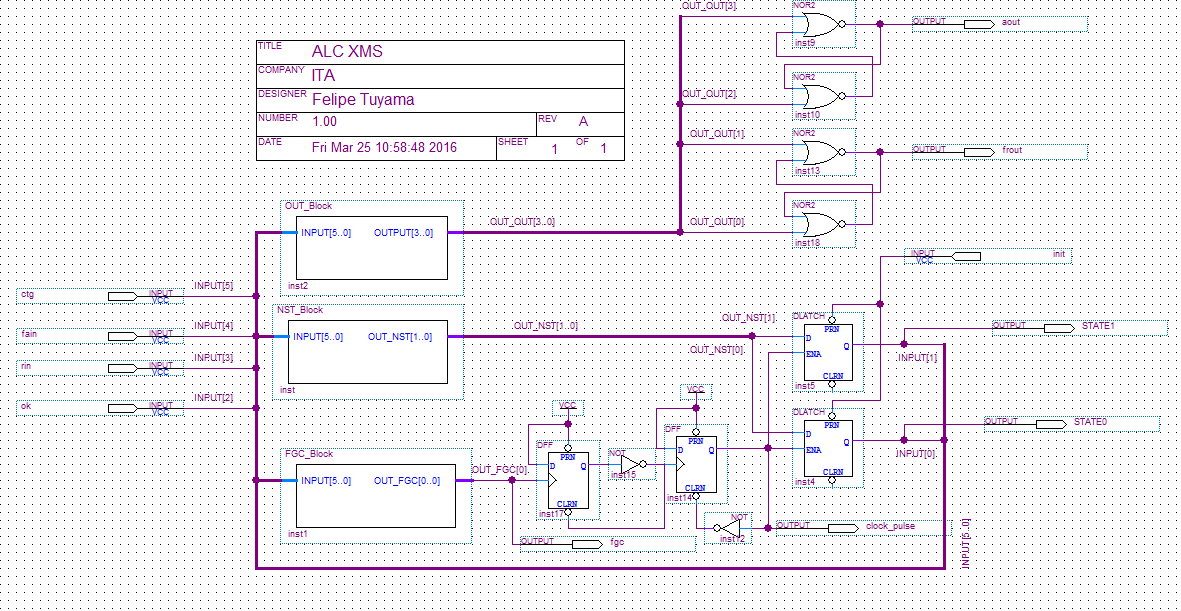 OUT_OUT[3]
NOR2
OUTPUT
aout
inst9
TITLE
ALC XMS
COMPANY
ITA
DESIGNER
Felipe Tuyama
NUMBER
1.00
REV
A
DATE
Fri Mar 25 10:58:48 2016
SHEET
1
OF
1
NOR2
OUT_OUT[2]
inst10
NOR2
OUT_OUT[1]
OUTPUT
frout
inst13
NOR2
OUT_OUT[0]
inst18
OUT_Block
INPUT[5..0]
OUTPUT[3..0]
inst2
OUT_OUT[3..0]
INPUT
VCC
init
ctg
INPUT
VCC
INPUT[5]
fain
INPUT
VCC
INPUT[4]
rin
INPUT
VCC
INPUT[3]
ok
INPUT
VCC
INPUT[2]
NST_Block
INPUT[5..0]
OUT_NST[1..0]
inst
OUT_NST[1..0]
OUT_NST[1]
OUT_NST[0]
DLATCH
PRN
D
Q
ENA
CLRN
inst5
OUTPUT
STATE1
INPUT[1]
DLATCH
PRN
D
Q
ENA
CLRN
inst4
OUTPUT
STATE0
INPUT[0]
FGC_Block
INPUT[5..0]
OUT_FGC[0..0]
inst1
OUT_FGC[0]
VCC
DFF
PRN
D
Q
CLRN
inst17
NOT
inst15
VCC
DFF
PRN
D
Q
CLRN
inst14
NOT
inst12
OUTPUT
clock_pulse
OUTPUT
fgc
INPUT[5..0]